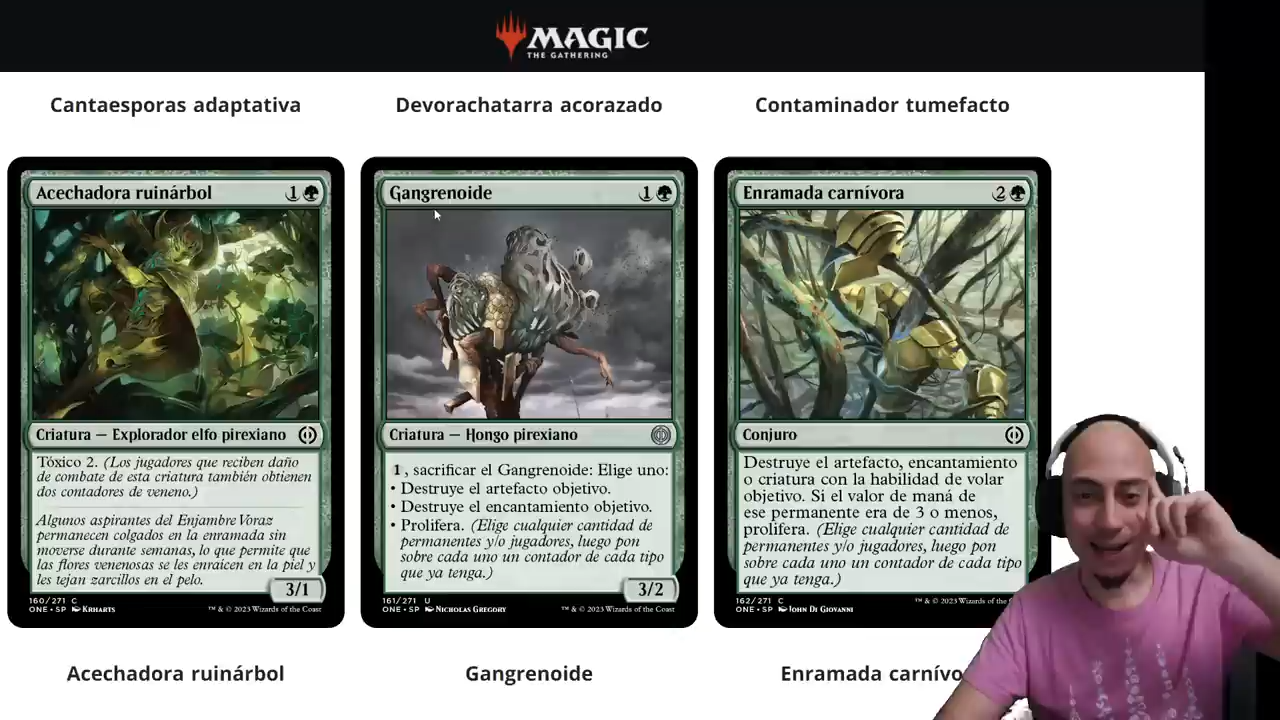 MAGIC
THE GATHERING
Cantaesporas adaptativa
Devorachatarra acorazado
Contaminador tumefacto
Acechadora ruinárbol 1
Criatura — Explorador elfo pirexiano
Tóxico 2. (Los jugadores que reciben daño
de combate de esta criatura también obtienen
dos contadores de veneno.)
Algunos aspirantes del Enjambre Voraz
permanecen colgados en la enramada sin
moverse durante semanas, lo que permite que
las flores venenosas se les enraícen en la piel y
les tejan zarcillos en el pelo.
3/1
160/271 C
ONE • SP KRHARTS
™ & © 2023 Wizards of the Coast
Gangrenoide 1
Criatura — Hongo pirexiano
1, sacrificar el Gangrenoide: Elige uno:
• Destruye el artefacto objetivo.
• Destruye el encantamiento objetivo.
• Prolifera. (Elige cualquier cantidad de
permanentes y/o jugadores, luego pon
sobre cada uno un contador de cada tipo
que ya tenga.)
3/2
161/271 U
ONE • SP NICHOLAS GREGORY
™ & © 2023 Wizards of the Coast
Enramada carnívora 2
Conjuro
Destruye el artefacto, encantamiento
o criatura con la habilidad de volar
objetivo. Si el valor de maná de
ese permanente era de 3 o menos,
prolifera. (Elige cualquier cantidad de
permanentes y/o jugadores, luego pon
sobre cada uno un contador de cada tipo
que ya tenga.)
162/271 C
ONE • SP JOHN DI GIOVANNI
™ & © 2023 Wizards of the
Acechadora ruinárbol
Gangrenoide
Enramada